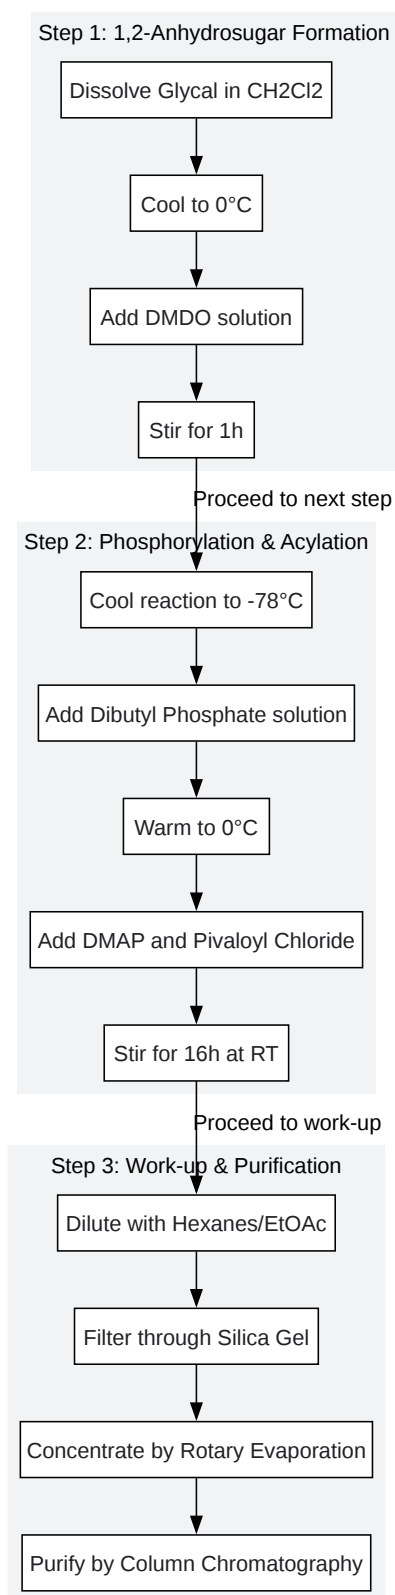 Step 1: 1,2-Anhydrosugar Formation
Dissolve Glycal in CH2Cl2
Cool to 0°C
Add DMDO solution
Stir for 1h
Proceed to next step
Step 2: Phosphorylation & Acylation
Cool reaction to -78°C
Add Dibutyl Phosphate solution
Warm to 0°C
Add DMAP and Pivaloyl Chloride
Stir for 16h at RT
Proceed to work-up
Step 3: Work-up & Purification
Dilute with Hexanes/EtOAc
Filter through Silica Gel
Concentrate by Rotary Evaporation
Purify by Column Chromatography